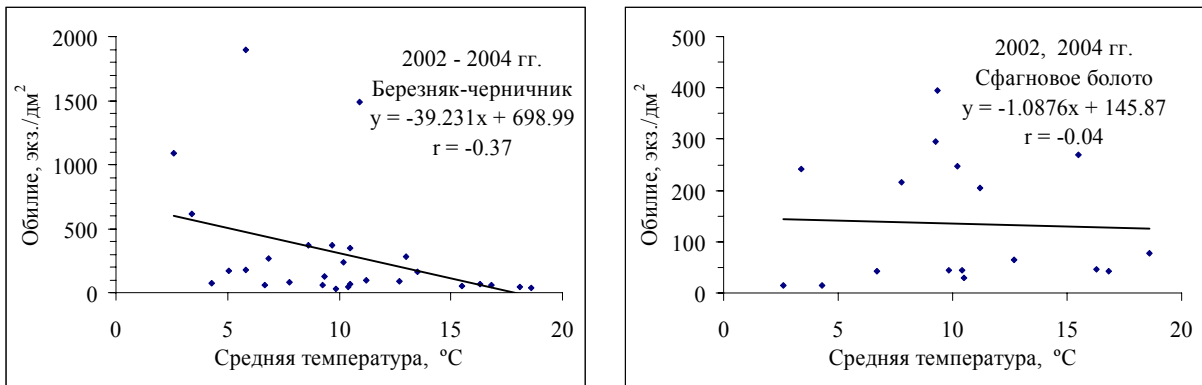 2000
1500
1000
500
0
0
5
10
15
20
Обилие, экз./дм²
Средняя температура, ºС
2002 - 2004 гг.
Березняк-черничник
y = -39.231x + 698.99
r = -0.37
500
400
300
200
100
0
0
5
10
15
20
Обилие, экз./дм²
Средняя температура, ºС
2002, 2004 гг.
Сфагновое болото
y = -1.0876x + 145.87
r = -0.04